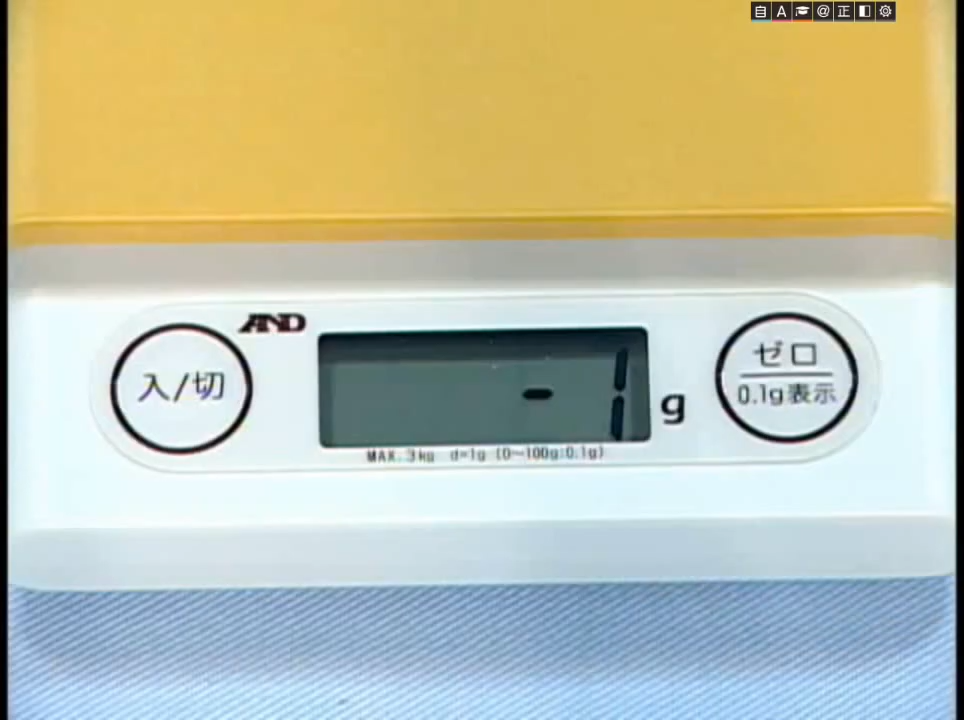 自 A @ 正
AND
入/切
- 1 g
ゼロ
0.1g表示
MAX. 3kg d=1g (0〜100g:0.1g)